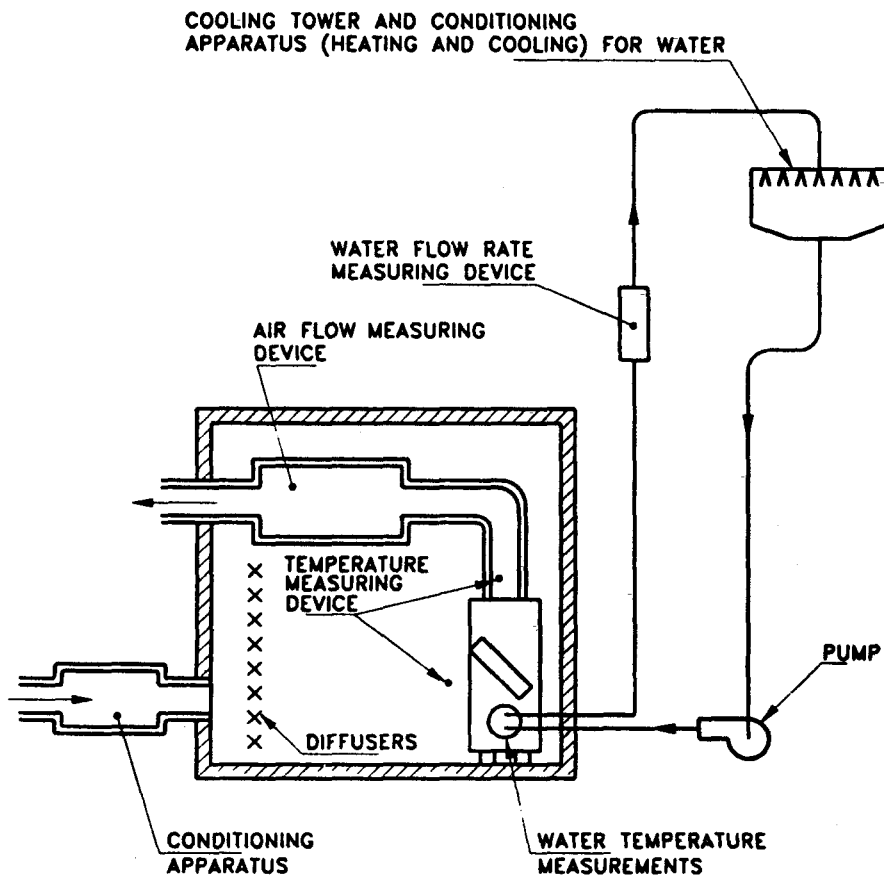 COOLING TOWER AND CONDITIONING
APPARATUS (HEATING AND COOLING) FOR WATER
WATER FLOW RATE
MEASURING DEVICE
AIR FLOW MEASURING
DEVICE
TEMPERATURE
MEASURING
DEVICE
PUMP
DIFFUSERS
CONDITIONING
APPARATUS
WATER TEMPERATURE
MEASUREMENTS